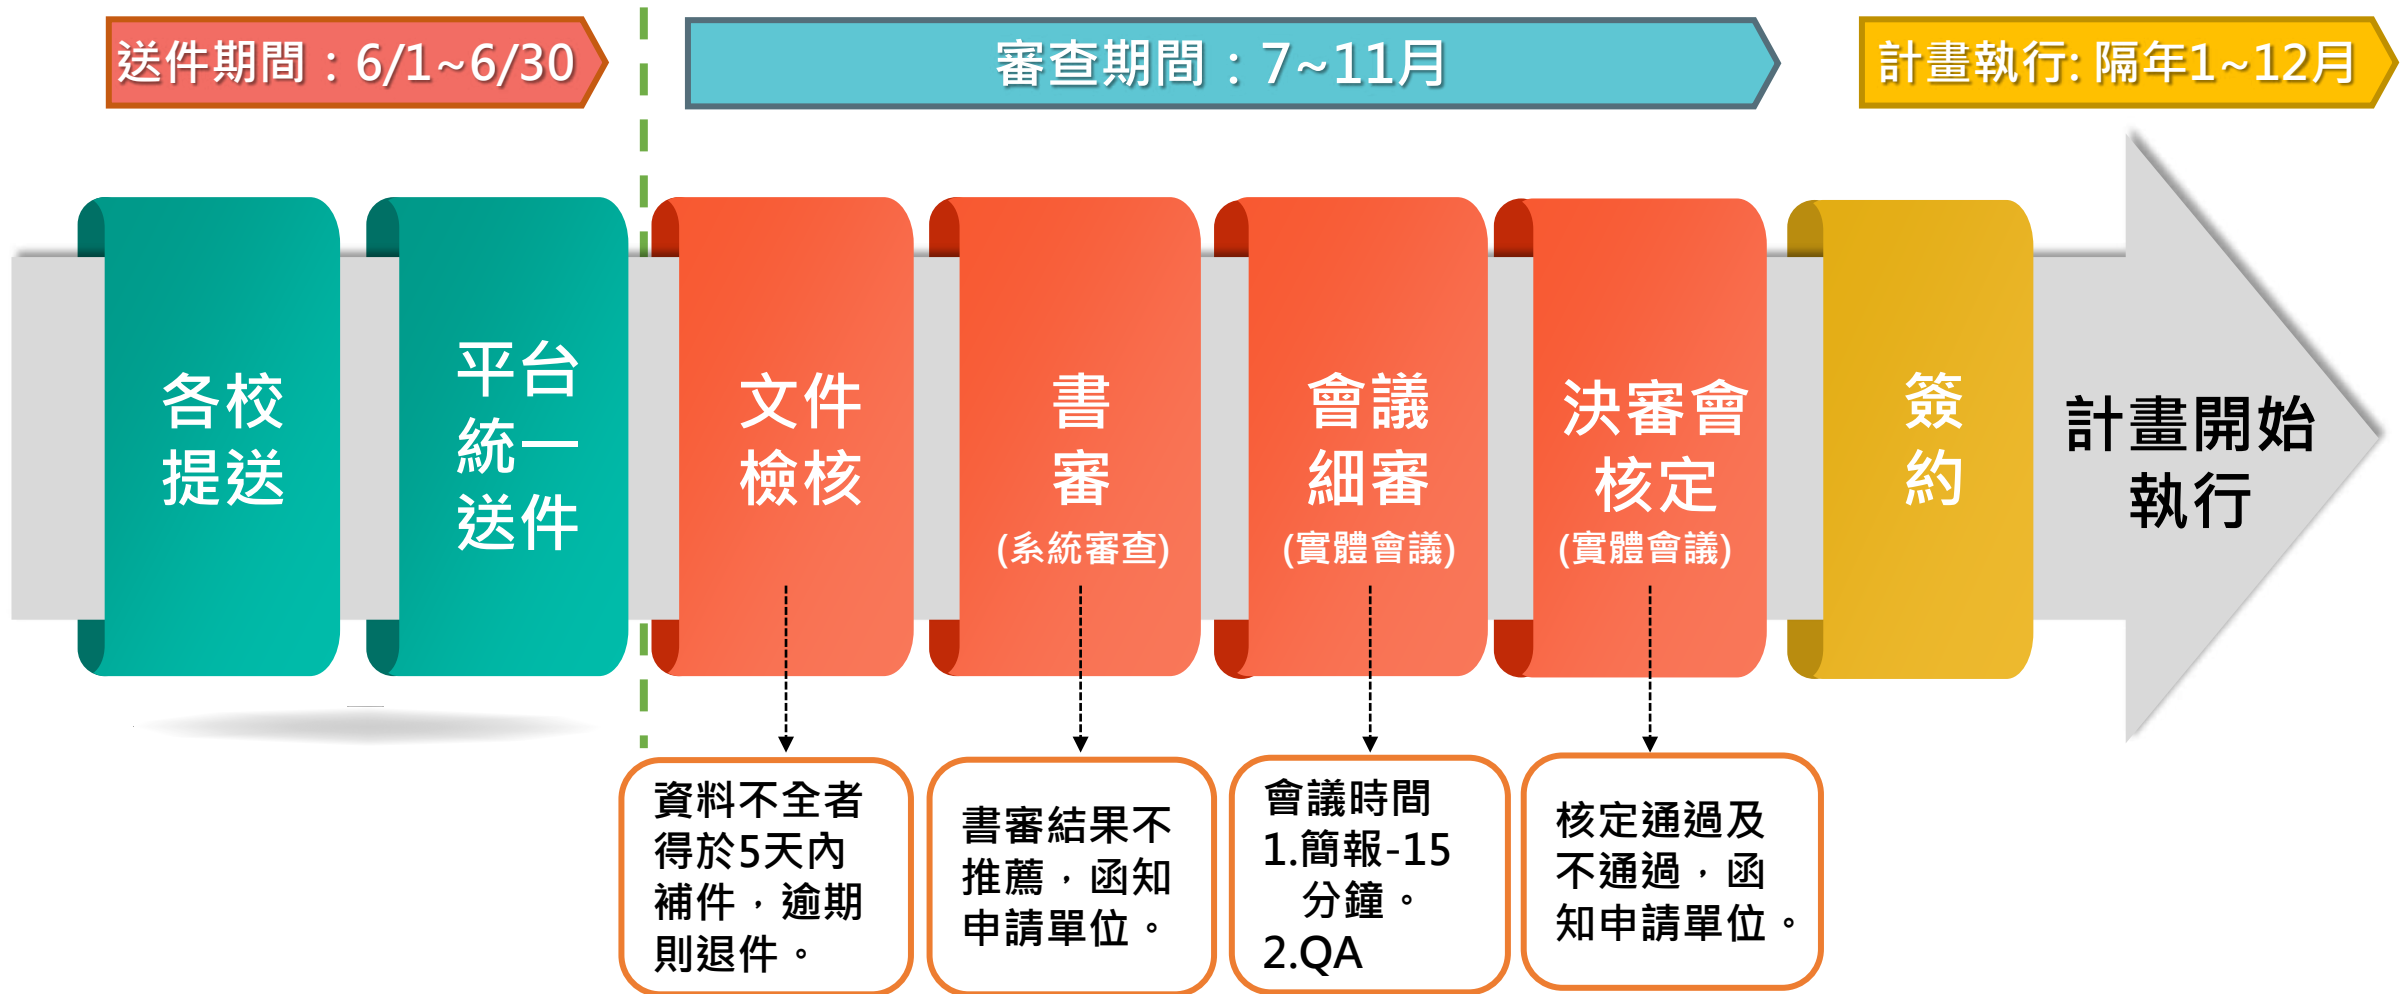 送件期間：6/1~6/30
審查期間：7~11月
計畫執行: 隔年1~12月
各校
提送
平台
統一
送件
文件
檢核
書
審
(系統審查)
會議
細審
(實體會議)
決審會
核定
(實體會議)
簽
約
計畫開始
執行
資料不全者
得於5天內
補件，逾期
則退件。
書審結果不
推薦，函知
申請單位。
會議時間
1.簡報-15
分鐘。
2.QA
核定通過及
不通過，函
知申請單位。